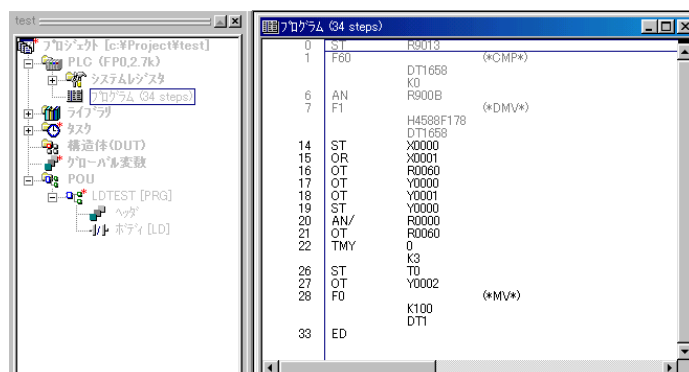 test
ﾌﾟﾛｼﾞｪｸﾄ [c:¥Project¥test]
PLC (FP0,2.7k)
ｼｽﾃﾑﾚｼﾞｽﾀ
ﾌﾟﾛｸﾞﾗﾑ (34 steps)
ﾗｲﾌﾞﾗﾘ
ﾀｽｸ
構造体(DUT)
ｸﾞﾛｰﾊﾞﾙ変数
POU
LDTEST [PRG]
ﾍｯﾀﾞ
ﾎﾞﾃﾞｨ [LD]
ﾌﾟﾛｸﾞﾗﾑ (34 steps)
0 ST R9013
1 F60 (*CMP*)
DT1658
K0
6 AN R900B
7 F1 (*DMV*)
H4588F178
DT1658
14 ST X0000
15 OR X0001
16 OT R0060
17 OT Y0000
18 OT Y0001
19 ST Y0000
20 AN/ R0000
21 OT R0060
22 TMY 0
K3
26 ST T0
27 OT Y0002
28 F0 (*MV*)
K100
DT1
33 ED